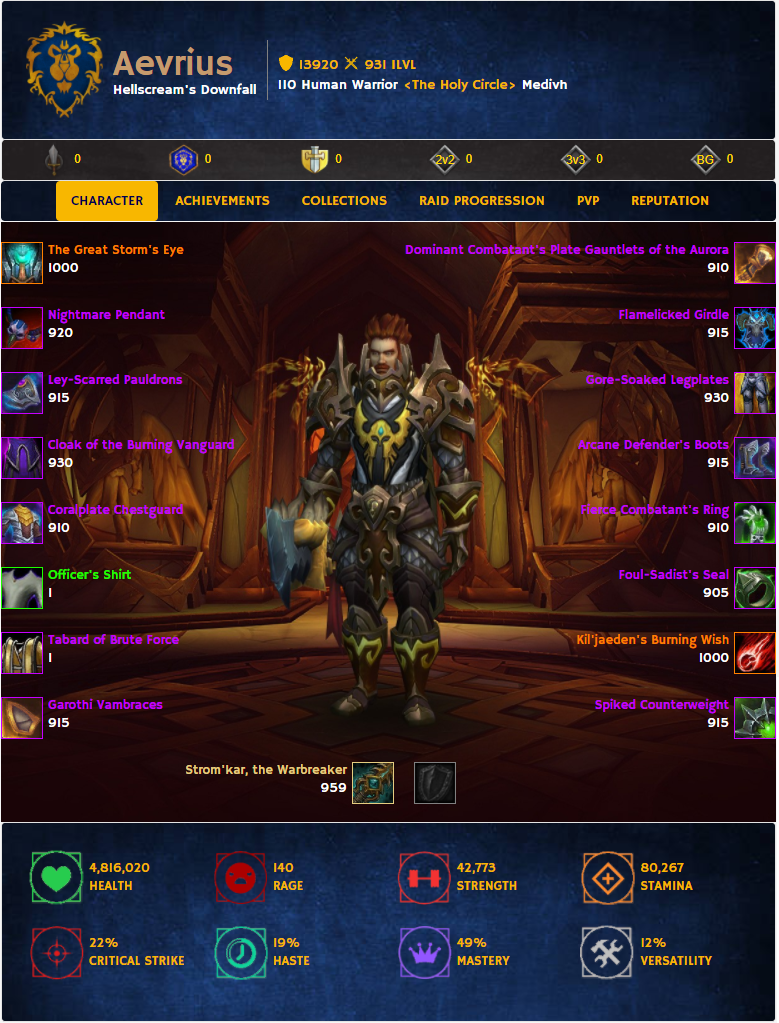 Aevrius
Hellscream's Downfall
13920 931 ILVL
110 Human Warrior <The Holy Circle> Medivh
0
0
0
2v2 0
3v3 0
BG 0
CHARACTER ACHIEVEMENTS COLLECTIONS RAID PROGRESSION PVP REPUTATION
The Great Storm's Eye
1000
Nightmare Pendant
920
Ley-Scarred Pauldrons
915
Cloak of the Burning Vanguard
930
Coralplate Chestguard
910
Officer's Shirt
1
Tabard of Brute Force
1
Garothi Vambraces
915
Dominant Combatant's Plate Gauntlets of the Aurora
910
Flamelicked Girdle
915
Gore-Soaked Legplates
930
Arcane Defender's Boots
915
Fierce Combatant's Ring
910
Foul-Sadist's Seal
905
Kil'jaeden's Burning Wish
1000
Spiked Counterweight
915
Strom'kar, the Warbreaker
959
4,816,020
HEALTH
140
RAGE
42,773
STRENGTH
80,267
STAMINA
22%
CRITICAL STRIKE
19%
HASTE
49%
MASTERY
12%
VERSATILITY